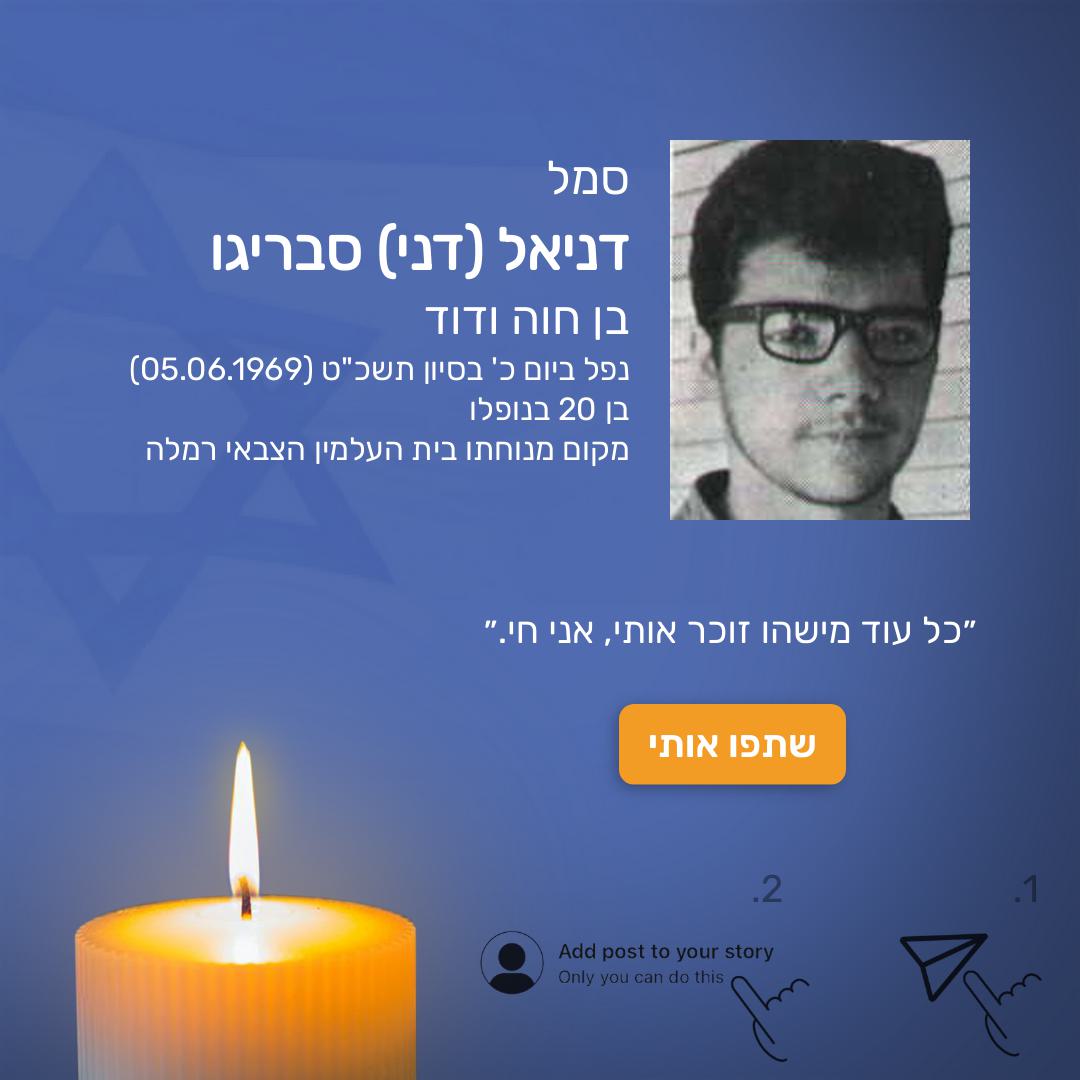 סמל
דניאל (דני) סבריגו
בן חוה ודוד
נפל ביום כ' בסיון תשכ"ט (05.06.1969)
בן 20 בנופלו
מקום מנוחתו בית העלמין הצבאי רמלה
״כל עוד מישהו זוכר אותי, אני חי.״
שתפו אותי
1.
2.
Add post to your story
Only you can do this